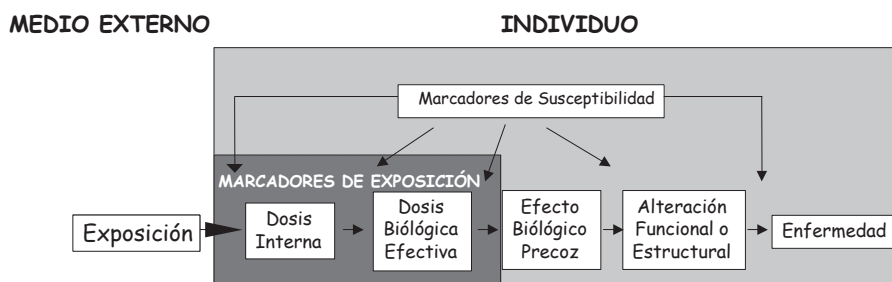 MEDIO EXTERNO
INDIVIDUO
Marcadores de Susceptibilidad
MARCADORES DE EXPOSICIÓN
Exposición
Dosis
Interna
Dosis
Biológica
Efectiva
Efecto
Biológico
Precoz
Alteración
Funcional o
Estructural
Enfermedad